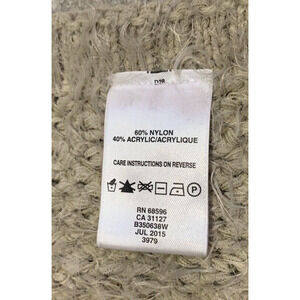 60% NYLON
40% ACRYLIC/ACRYLIQUE
CARE INSTRUCTIONS ON REVERSE
RN 68596
CA 31127
B350638W
JUL 2015
3979